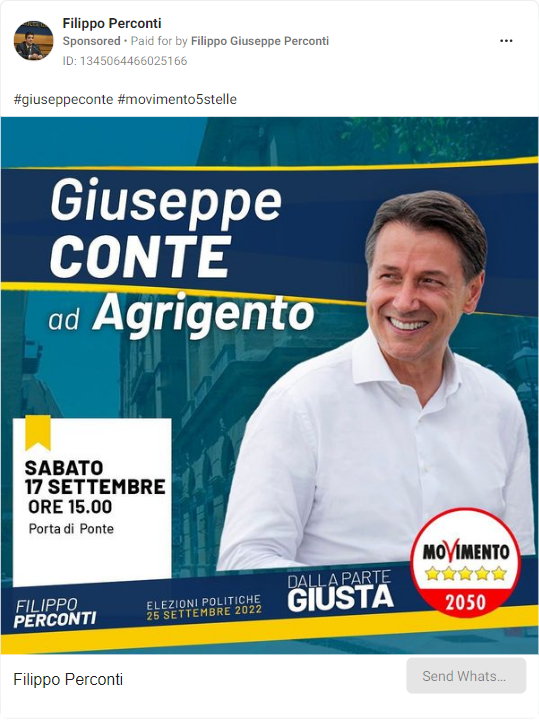 Filippo Perconti
Sponsored • Paid for by Filippo Giuseppe Perconti
ID: 1345064466025166
#giuseppeconte #movimento5stelle
Giuseppe
CONTE
ad Agrigento
SABATO
17 SETTEMBRE
ORE 15.00
Porta di Ponte
MOVIMENTO
2050
FILIPPO
PERCONTI
ELEZIONI POLITICHE
25 SETTEMBRE 2022
DALLA PARTE
GIUSTA
Filippo Perconti
Send Whats...